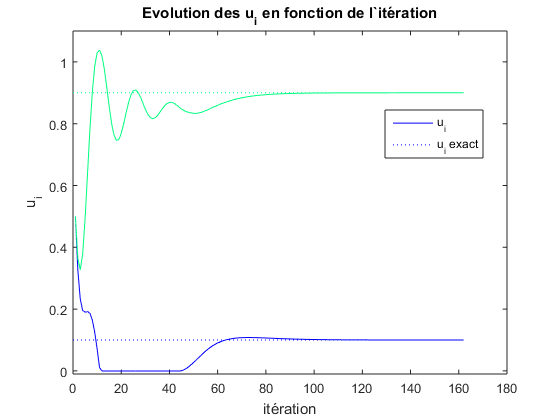 Evolution des u_i en fonction de l`itération
u_i
1
0.8
0.6
0.4
0.2
0
u_i
u_i exact
0 20 40 60 80 100 120 140 160 180
itération